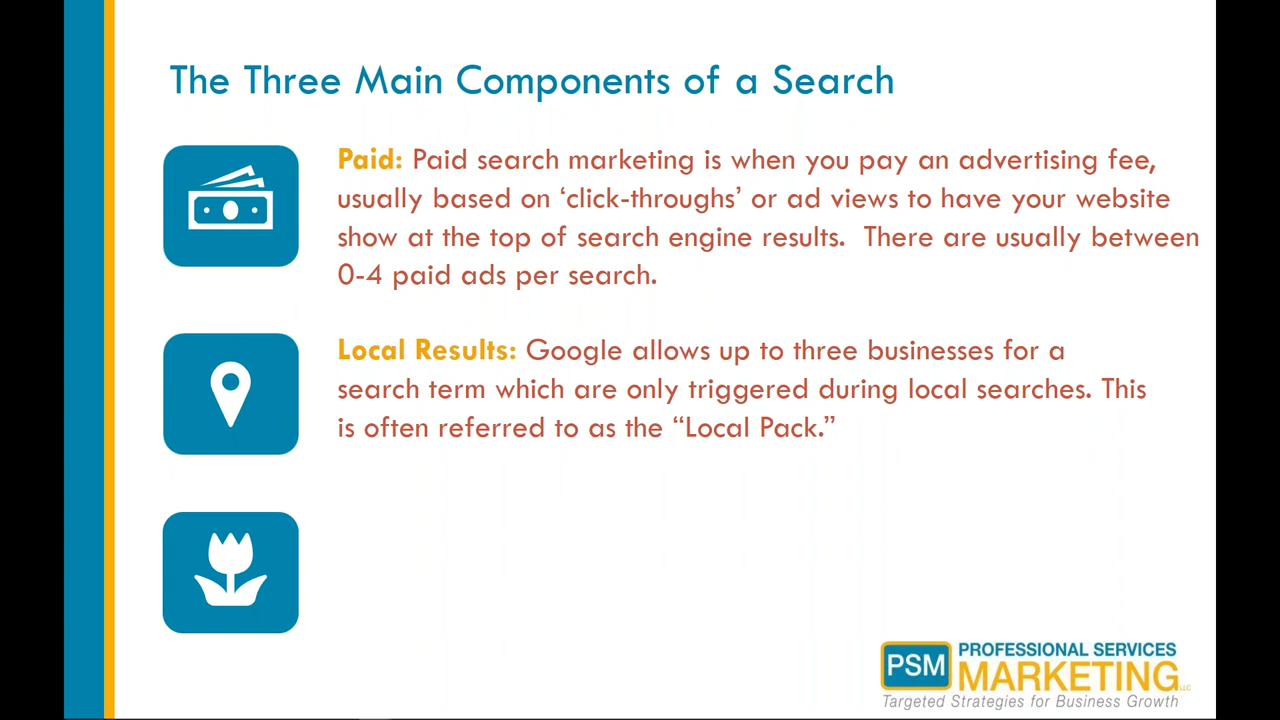 The Three Main Components of a Search
Paid: Paid search marketing is when you pay an advertising fee,
usually based on ‘click-throughs’ or ad views to have your website
show at the top of search engine results.  There are usually between
0-4 paid ads per search.
Local Results: Google allows up to three businesses for a
search term which are only triggered during local searches. This
is often referred to as the “Local Pack.”
PSM
PROFESSIONAL SERVICES
MARKETING LLC
Targeted Strategies for Business Growth